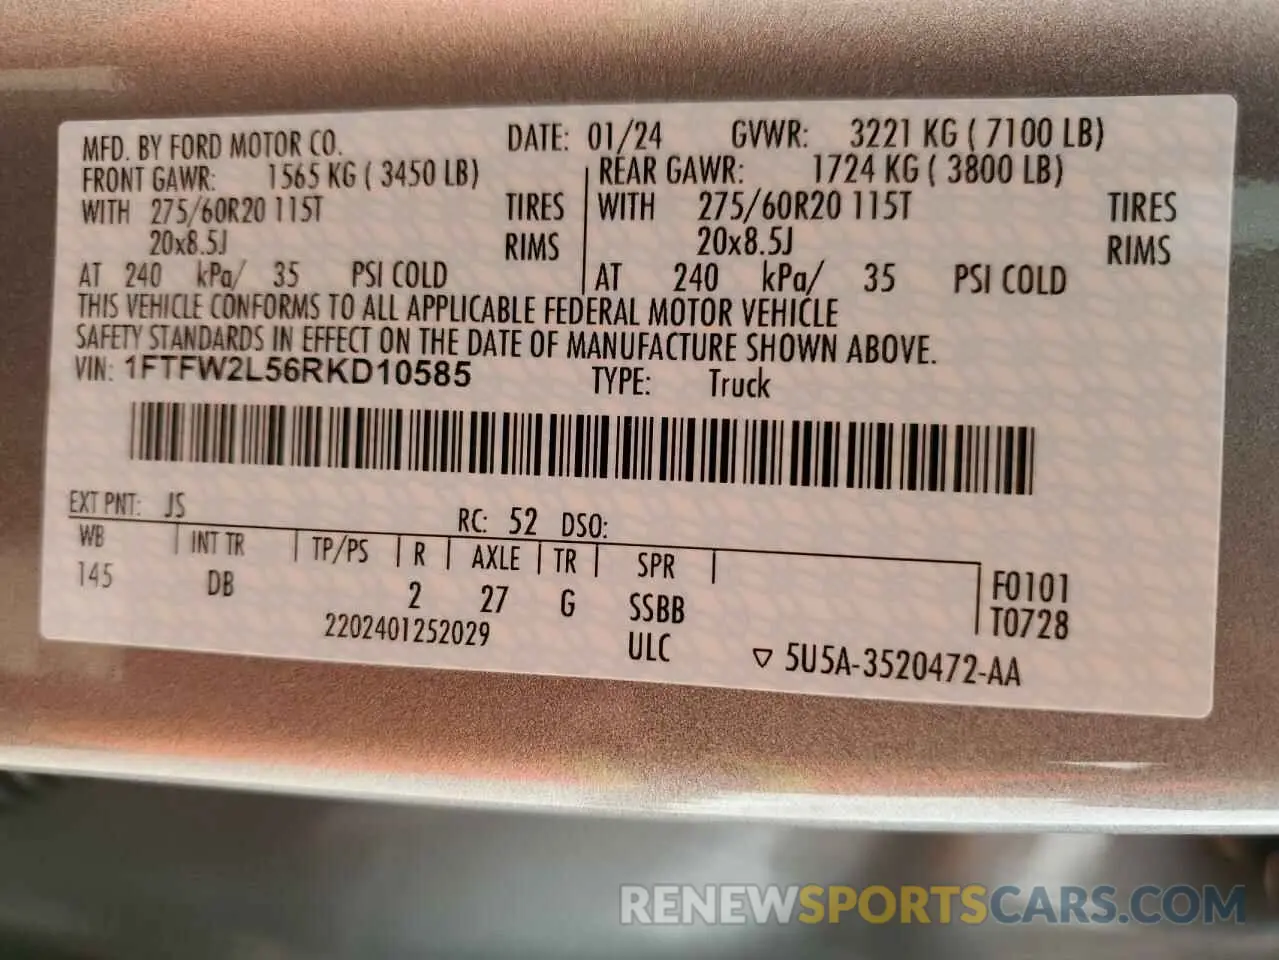 MFD. BY FORD MOTOR CO. DATE: 01/24 GVWR: 3221 KG ( 7100 LB)
FRONT GAWR: 1565 KG ( 3450 LB) REAR GAWR: 1724 KG ( 3800 LB)
WITH 275/60R20 115T TIRES WITH 275/60R20 115T TIRES
20x8.5J RIMS 20x8.5J RIMS
AT 240 kPa/ 35 PSI COLD AT 240 kPa/ 35 PSI COLD
THIS VEHICLE CONFORMS TO ALL APPLICABLE FEDERAL MOTOR VEHICLE
SAFETY STANDARDS IN EFFECT ON THE DATE OF MANUFACTURE SHOWN ABOVE.
VIN: 1FTFW2L56RKD10585 TYPE: Truck
EXT PNT: JS RC: 52 DSO:
WB INT TR TP/PS R AXLE TR SPR F0101
145 DB 2 27 G SSBB T0728
2202401252029 ULC ▽ 5U5A-3520472-AA
RENEWSPORTSCARS.COM